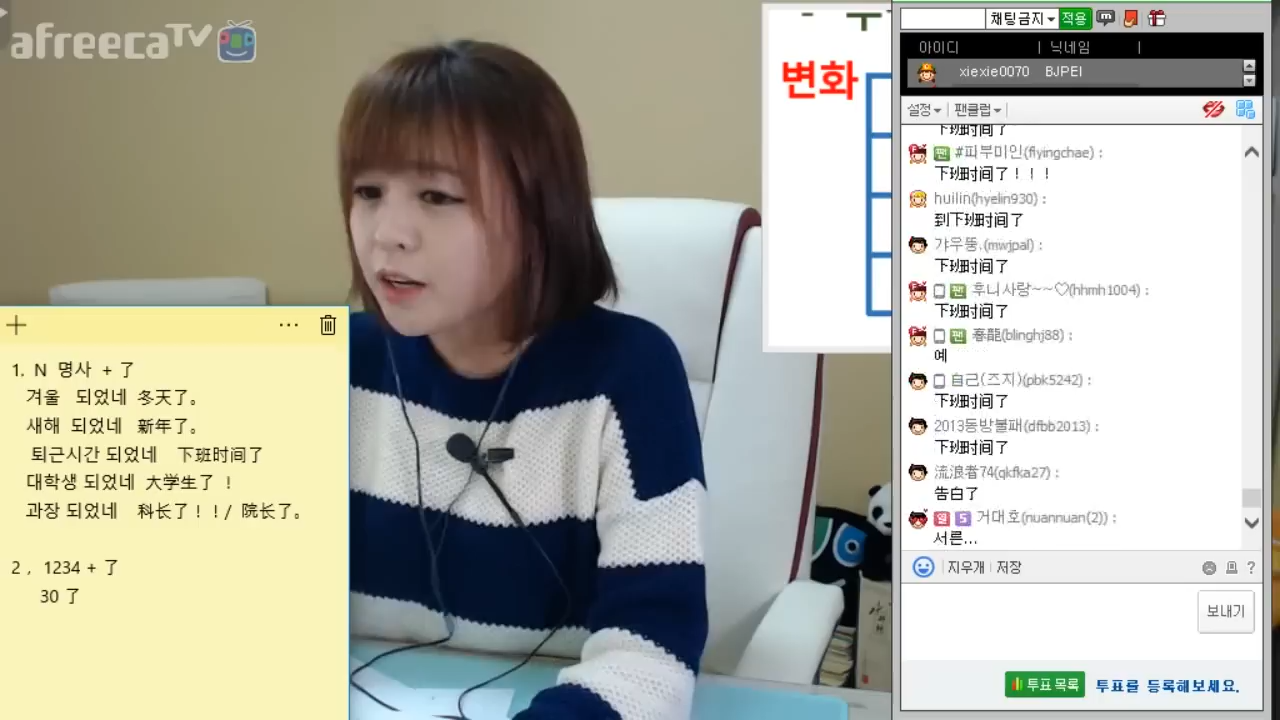 afreecaTV
변화
1. N 명사 + 了
겨울 되었네 冬天了。
새해 되었네 新年了。
퇴근시간 되었네 下班时间了
대학생 되었네 大学生了 !
과장 되었네 科长了！！/ 院长了。
2 , 1234 + 了
30 了
채팅금지 적용
아이디 | 닉네임 |
xiexie0070 BJPEI
설정 팬클럽
下班时间了
팬 #피부미인(flyingchae) :
下班时间了！！！
huilin(hyelin930) :
到下班时间了
갸우뚱.(mwjpal) :
下班时间了
팬 후니사랑~~♡(hhmh1004) :
下班时间了
팬 春龍(blinghj88) :
예
自己(즈지)(pbk5242) :
下班时间了
2013동방불패(dfbb2013) :
下班时间了
流浪者74(qkfka27) :
告白了
열 S 거대호(nuannuan(2)) :
서른...
지우개 저장 ?
보내기
투표 목록 투표를 등록해보세요.